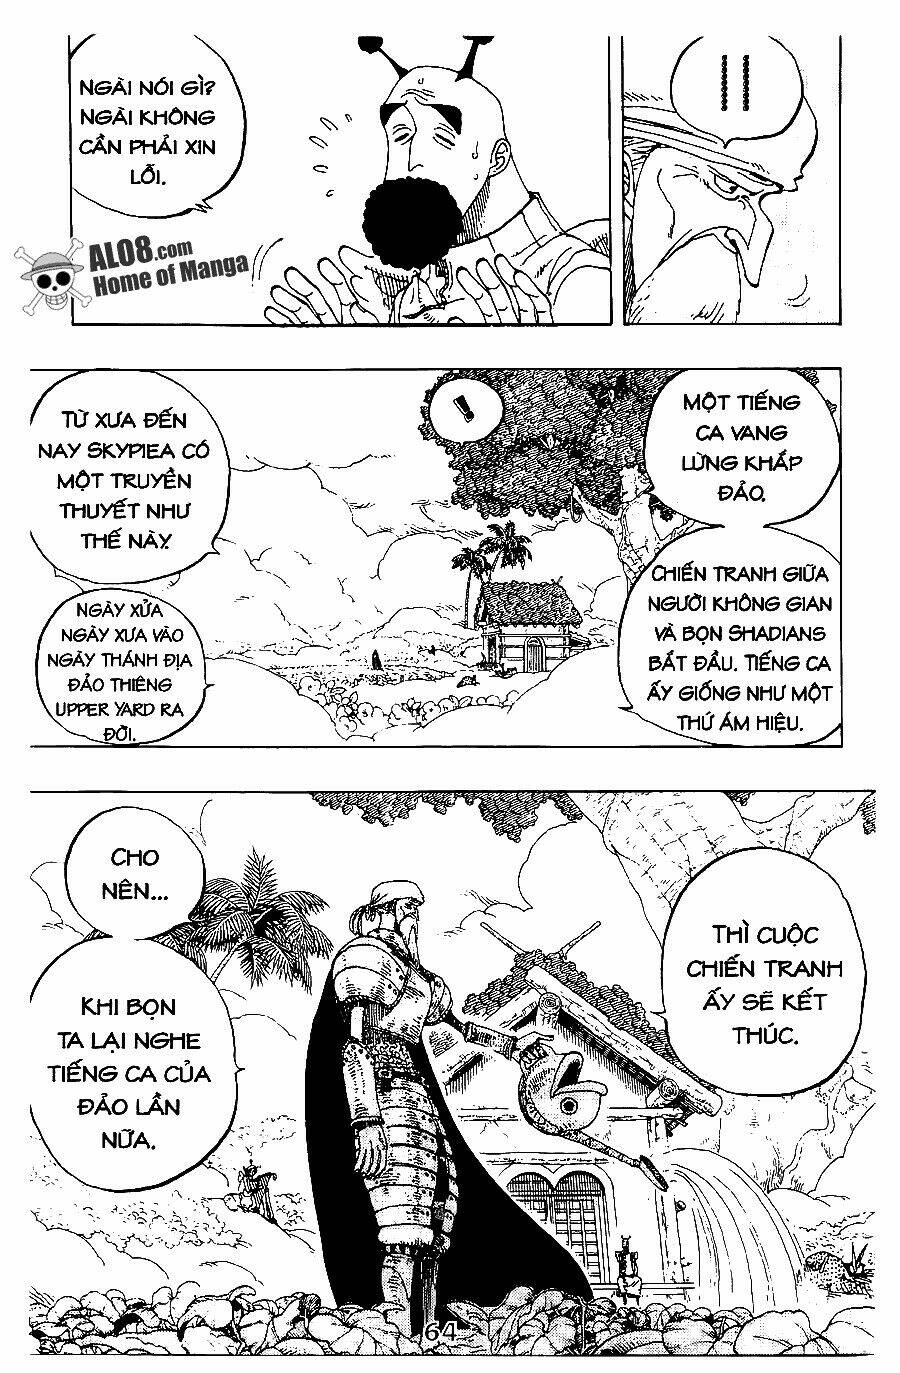 !!
NGÀI NÓI GÌ?
NGÀI KHÔNG
CẦN PHẢI XIN
LỖI.
AL08.com
Home of Manga
MỘT TIẾNG
CA VANG
LỪNG KHẮP
ĐẢO.
CHIẾN TRANH GIỮA
NGƯỜI KHÔNG GIAN
VÀ BỌN SHADIANS
BẮT ĐẦU. TIẾNG CA
ẤY GIỐNG NHƯ MỘT
THỨ ÁM HIỆU.
!
TỪ XƯA ĐẾN
NAY SKYPIEA CÓ
MỘT TRUYỀN
THUYẾT NHƯ
THẾ NÀY.
NGÀY XỬA
NGÀY XƯA VÀO
NGÀY THÁNH ĐỊA
ĐẢO THIÊNG
UPPER YARD RA
ĐỜI.
THÌ CUỘC
CHIẾN TRANH
ẤY SẼ KẾT
THÚC.
CHO
NÊN...
KHI BỌN
TA LẠI NGHE
TIẾNG CA CỦA
ĐẢO LẦN
NỮA.
64